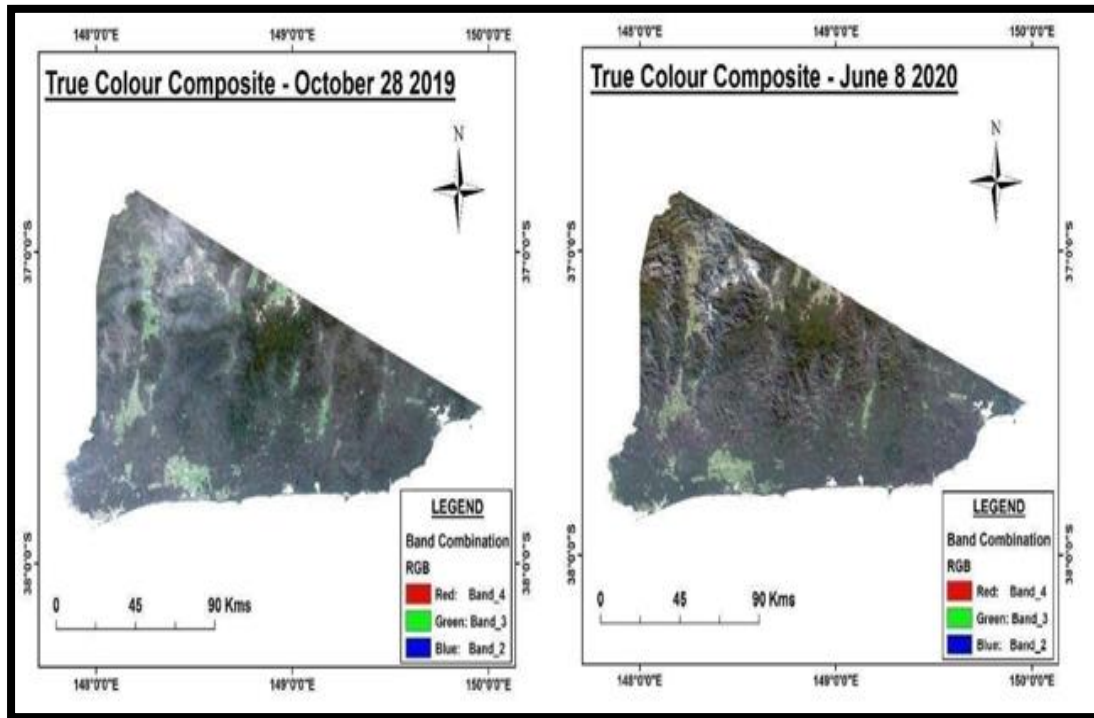 148°0'0"E 149°0'0"E 150°0'0"E
True Colour Composite - October 28 2019
N
37°0'0"S 37°0'0"S
38°0'0"S 38°0'0"S
LEGEND
Band Combination
RGB
Red: Band_4
Green: Band_3
Blue: Band_2
0 45 90 Kms
148°0'0"E 149°0'0"E 150°0'0"E
148°0'0"E 149°0'0"E 150°0'0"E
True Colour Composite - June 8 2020
N
37°0'0"S 37°0'0"S
38°0'0"S 38°0'0"S
LEGEND
Band Combination
RGB
Red: Band_4
Green: Band_3
Blue: Band_2
0 45 90 Kms
148°0'0"E 149°0'0"E 150°0'0"E